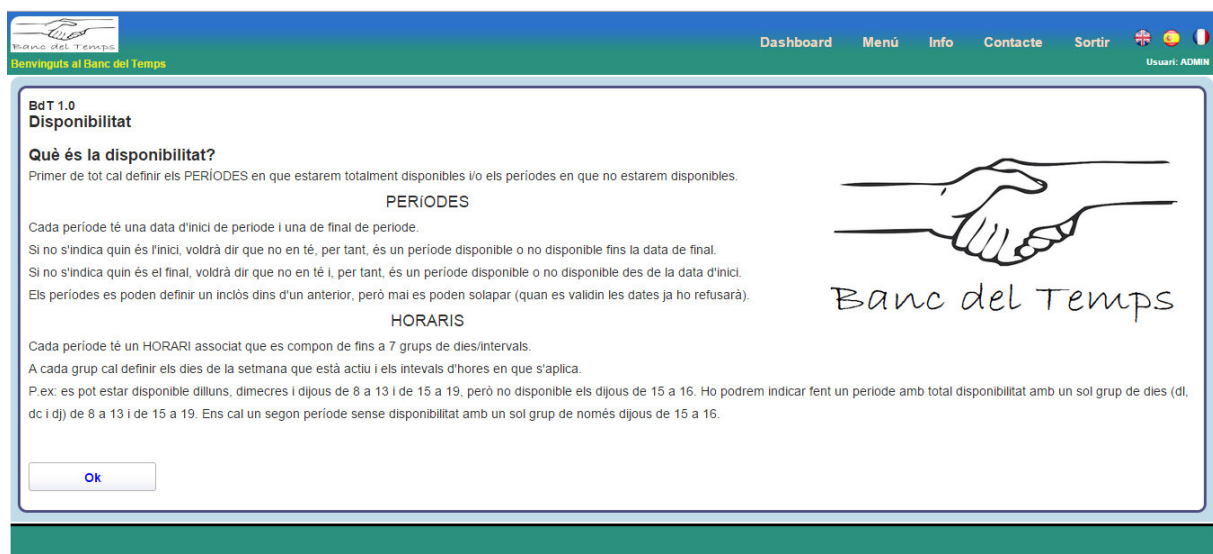 Banc del Temps
Benvinguts al Banc del Temps
Dashboard Menú Info Contacte Sortir
Usuari: ADMIN
BdT 1.0
Disponibilitat
Què és la disponibilitat?
Primer de tot cal definir els PERÍODES en que estarem totalment disponibles i/o els períodes en que no estarem disponibles.
PERíODES
Cada període té una data d'inici de periode i una de final de periode.
Si no s'indica quin és l'inici, voldrà dir que no en té, per tant, és un període disponible o no disponible fins la data de final.
Si no s'indica quin és el final, voldrà dir que no en té i, per tant, és un període disponible o no disponible des de la data d'inici.
Els períodes es poden definir un inclòs dins d'un anterior, però mai es poden solapar (quan es validin les dates ja ho refusarà).
Banc del Temps
HORARIS
Cada període té un HORARI associat que es compon de fins a 7 grups de dies/intervals.
A cada grup cal definir els dies de la setmana que està actiu i els intevals d'hores en que s'aplica.
P.ex: es pot estar disponible dilluns, dimecres i dijous de 8 a 13 i de 15 a 19, però no disponible els dijous de 15 a 16. Ho podrem indicar fent un periode amb total disponibilitat amb un sol grup de dies (dl,
dc i dj) de 8 a 13 i de 15 a 19. Ens cal un segon període sense disponibilitat amb un sol grup de només dijous de 15 a 16.
Ok